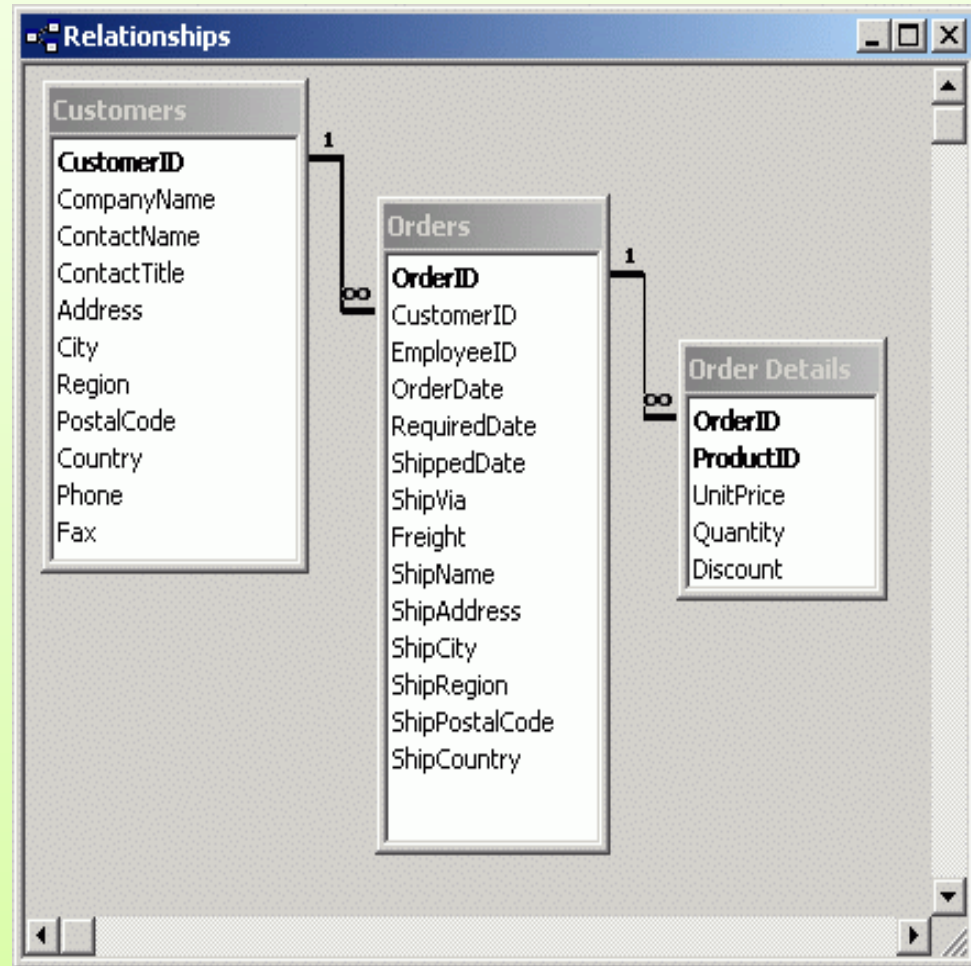 Relationships
Customers
CustomerID
CompanyName
ContactName
ContactTitle
Address
City
Region
PostalCode
Country
Phone
Fax
1
∞
Orders
OrderID
CustomerID
EmployeeID
OrderDate
RequiredDate
ShippedDate
ShipVia
Freight
ShipName
ShipAddress
ShipCity
ShipRegion
ShipPostalCode
ShipCountry
1
∞
Order Details
OrderID
ProductID
UnitPrice
Quantity
Discount